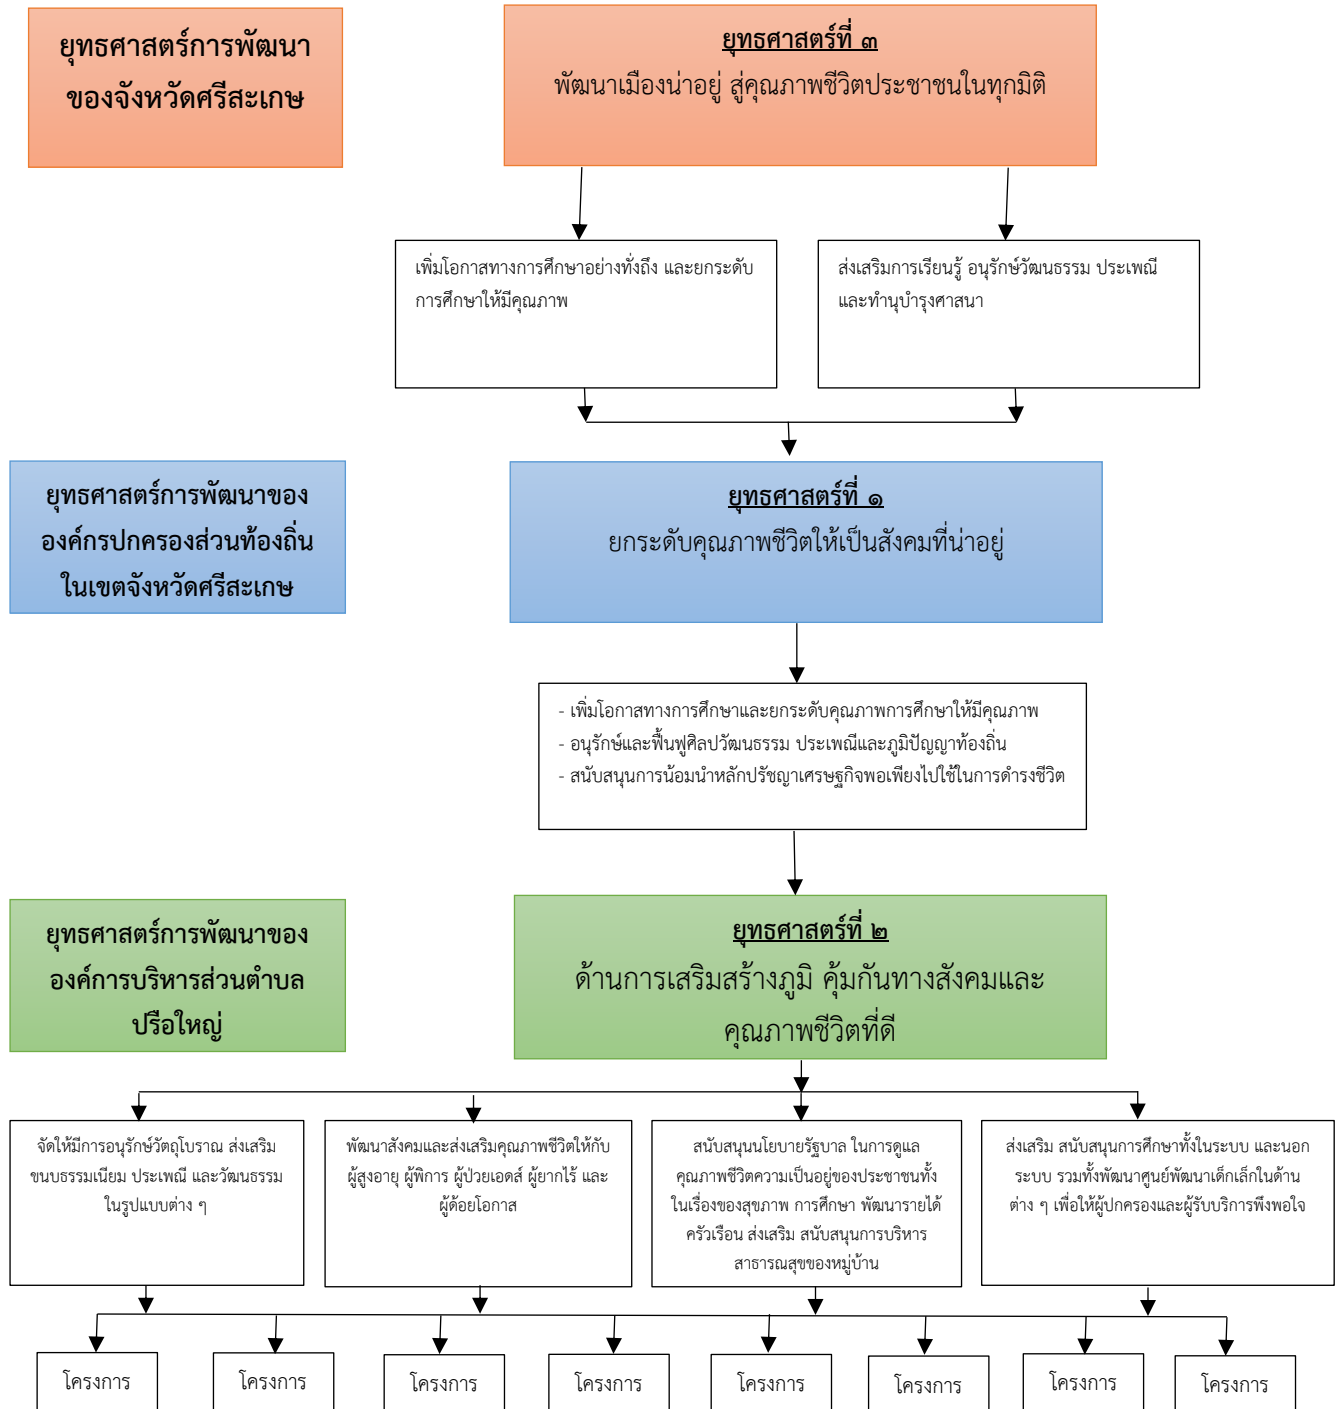 ยุทธศาสตร์การพัฒนา
ของจังหวัดศรีสะเกษ
ยุทธศาสตร์ที่ ๓
พัฒนาเมืองน่าอยู่ สู่คุณภาพชีวิตประชาชนในทุกมิติ
เพิ่มโอกาสทางการศึกษาอย่างทั่งถึง และยกระดับ
การศึกษาให้มีคุณภาพ
ส่งเสริมการเรียนรู้ อนุรักษ์วัฒนธรรม ประเพณี
และทำนุบำรุงศาสนา
ยุทธศาสตร์การพัฒนาของ
องค์กรปกครองส่วนท้องถิ่น
ในเขตจังหวัดศรีสะเกษ
ยุทธศาสตร์ที่ ๑
ยกระดับคุณภาพชีวิตให้เป็นสังคมที่น่าอยู่
- เพิ่มโอกาสทางการศึกษาและยกระดับคุณภาพการศึกษาให้มีคุณภาพ
- อนุรักษ์และฟื้นฟูศิลปวัฒนธรรม ประเพณีและภูมิปัญญาท้องถิ่น
- สนับสนุนการน้อมนำหลักปรัชญาเศรษฐกิจพอเพียงไปใช้ในการดำรงชีวิต
ยุทธศาสตร์การพัฒนาของ
องค์การบริหารส่วนตำบล
ปรือใหญ่
ยุทธศาสตร์ที่ ๒
ด้านการเสริมสร้างภูมิ คุ้มกันทางสังคมและ
คุณภาพชีวิตที่ดี
จัดให้มีการอนุรักษ์วัตถุโบราณ ส่งเสริม
ขนบธรรมเนียม ประเพณี และวัฒนธรรม
ในรูปแบบต่าง ๆ
พัฒนาสังคมและส่งเสริมคุณภาพชีวิตให้กับ
ผู้สูงอายุ ผู้พิการ ผู้ป่วยเอดส์ ผู้ยากไร้ และ
ผู้ด้อยโอกาส
สนับสนุนนโยบายรัฐบาล ในการดูแล
คุณภาพชีวิตความเป็นอยู่ของประชาชนทั้ง
ในเรื่องของสุขภาพ การศึกษา พัฒนารายได้
ครัวเรือน ส่งเสริม สนับสนุนการบริหาร
สาธารณสุขของหมู่บ้าน
ส่งเสริม สนับสนุนการศึกษาทั้งในระบบ และนอก
ระบบ รวมทั้งพัฒนาศูนย์พัฒนาเด็กเล็กในด้าน
ต่าง ๆ เพื่อให้ผู้ปกครองและผู้รับบริการพึงพอใจ
โครงการ
โครงการ
โครงการ
โครงการ
โครงการ
โครงการ
โครงการ
โครงการ